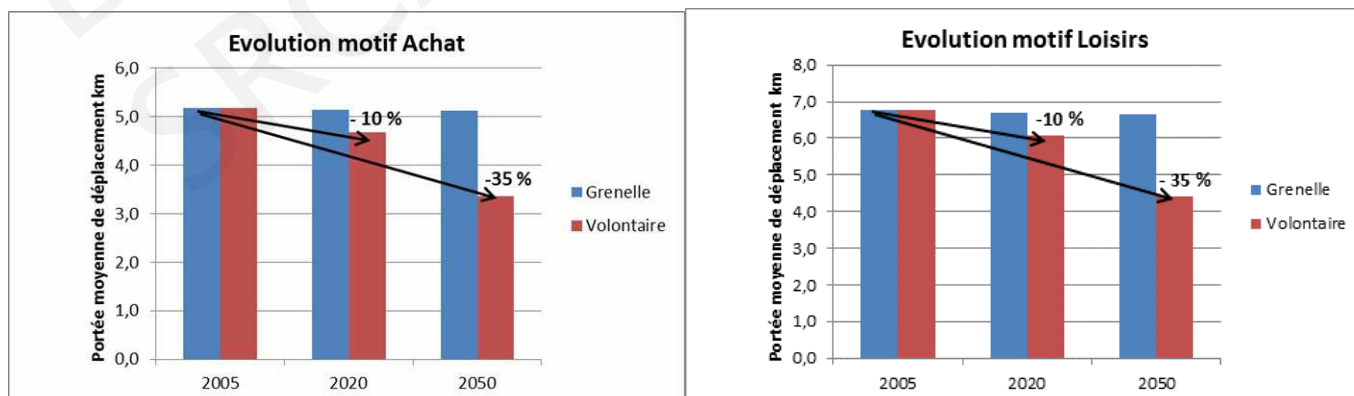 Evolution motif Achat
Portée moyenne de déplacement km
6,0
5,0
4,0
3,0
2,0
1,0
0,0
- 10 %
-35 %
2005 2020 2050
Grenelle
Volontaire
Evolution motif Loisirs
Portée moyenne de déplacement km
8,0
7,0
6,0
5,0
4,0
3,0
2,0
1,0
0,0
-10 %
- 35 %
2005 2020 2050
Grenelle
Volontaire